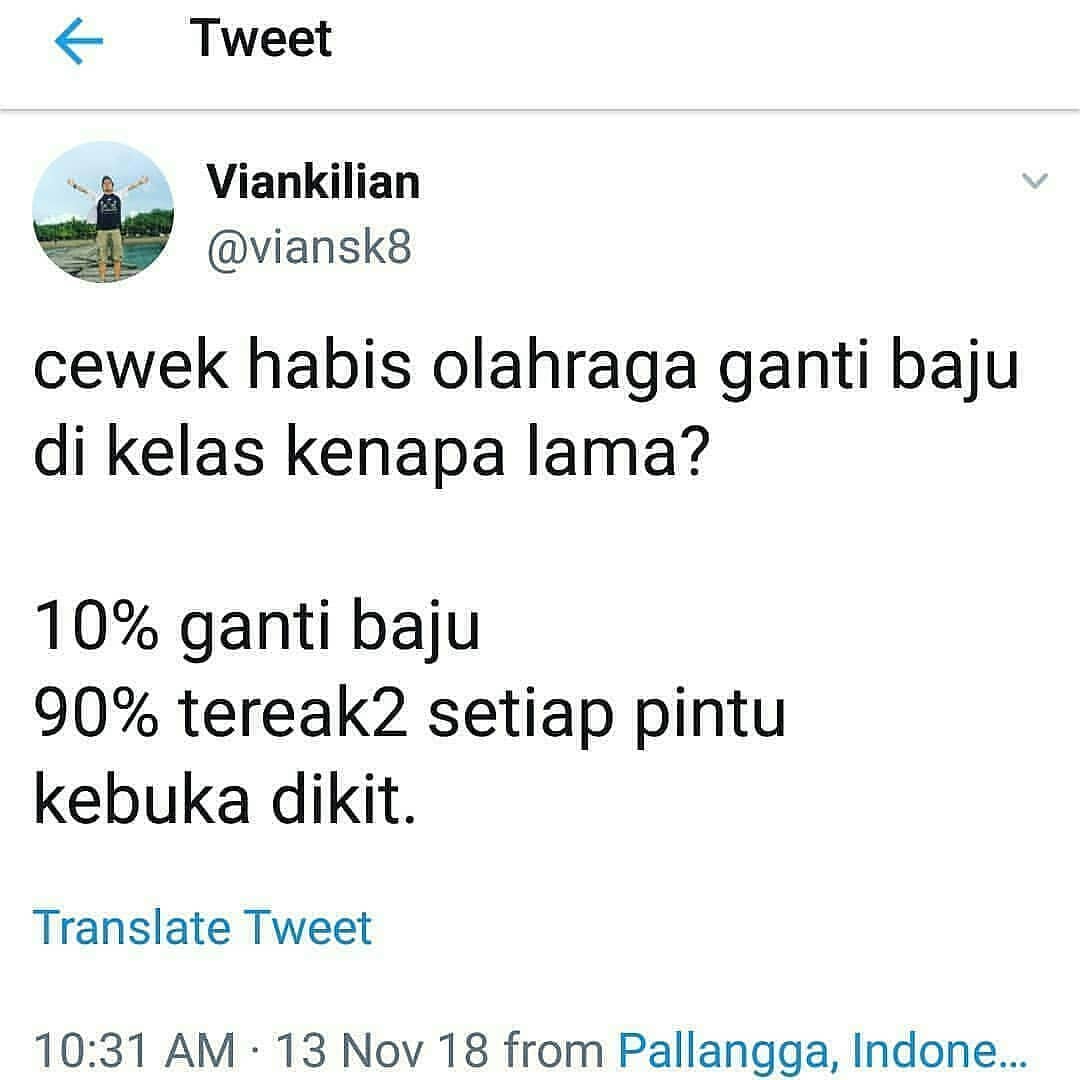 Tweet
Viankilian
@viansk8
cewek habis olahraga ganti baju
di kelas kenapa lama?
10% ganti baju
90% tereak2 setiap pintu
kebuka dikit.
Translate Tweet
10:31 AM · 13 Nov 18 from Pallangga, Indone...